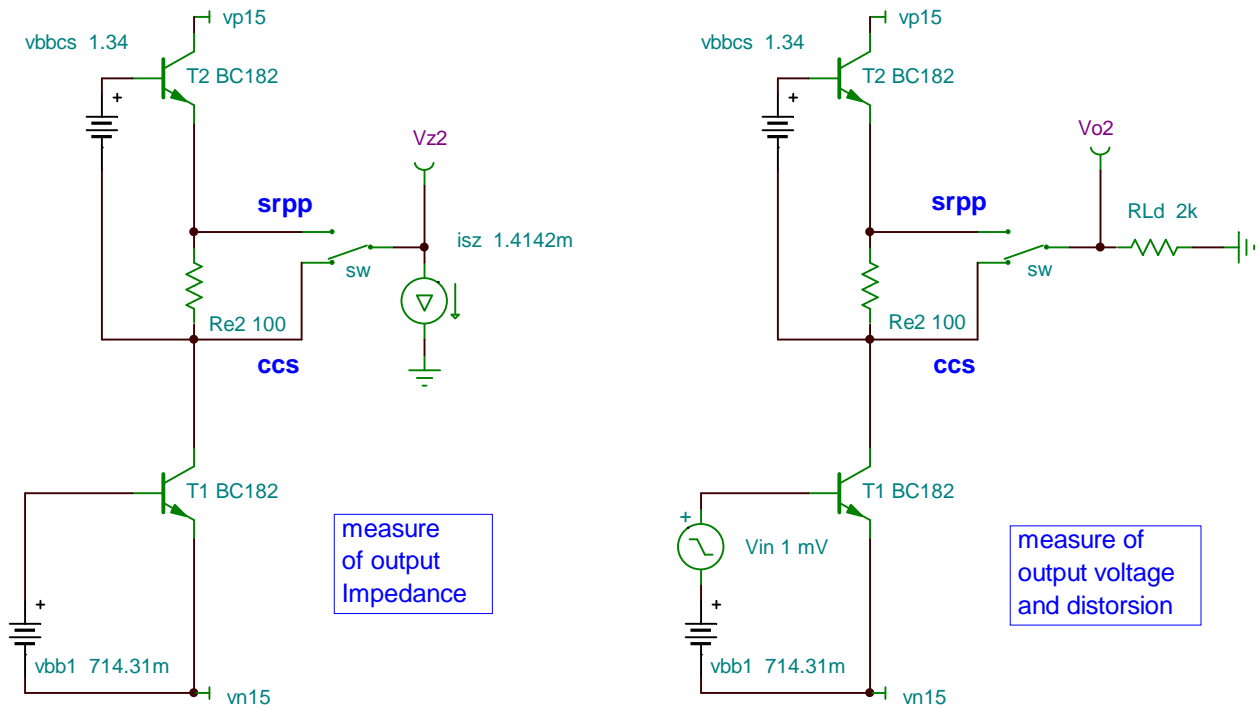 vp15
vbbcs 1.34
+
T2 BC182
Vz2
srpp
isz 1.4142m
sw
Re2 100
ccs
T1 BC182
measure
of output
Impedance
+
vbb1 714.31m
vn15
vp15
vbbcs 1.34
+
T2 BC182
Vo2
srpp
RLd 2k
sw
Re2 100
ccs
T1 BC182
+
Vin 1 mV
measure of
output voltage
and distorsion
+
vbb1 714.31m
vn15